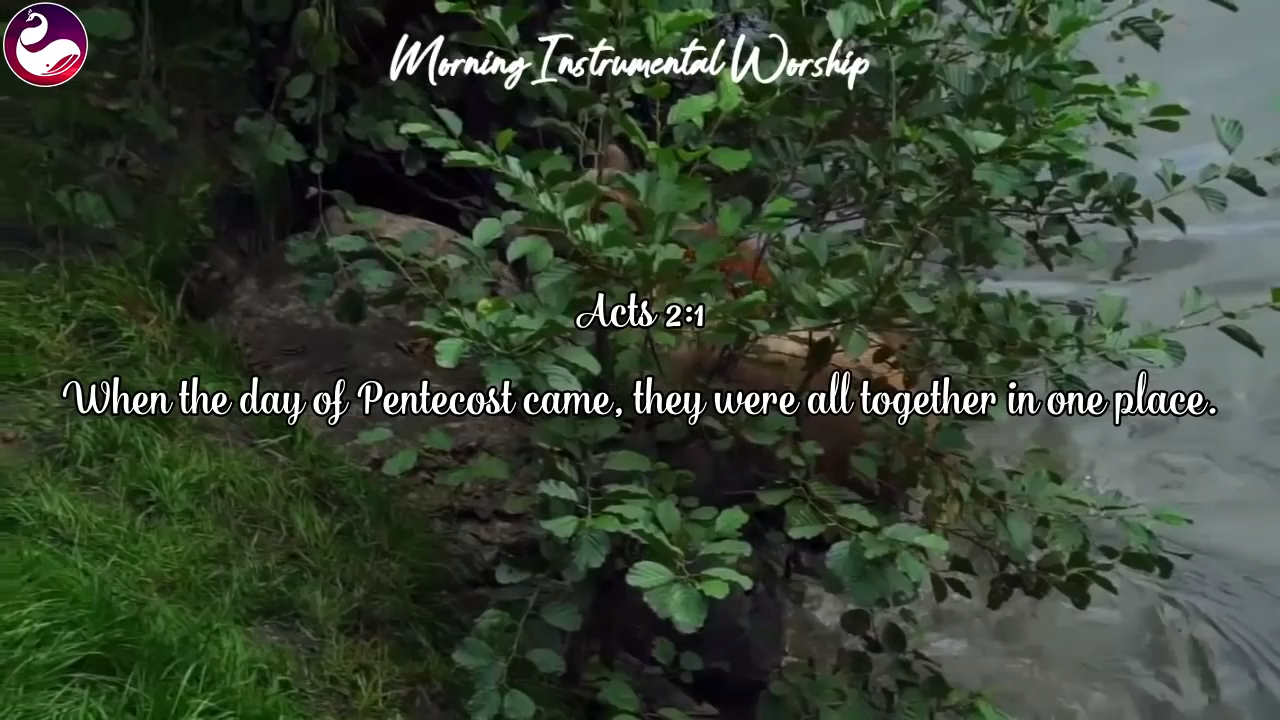 Morning Instrumental Worship
Acts 2:1
When the day of Pentecost came, they were all together in one place.